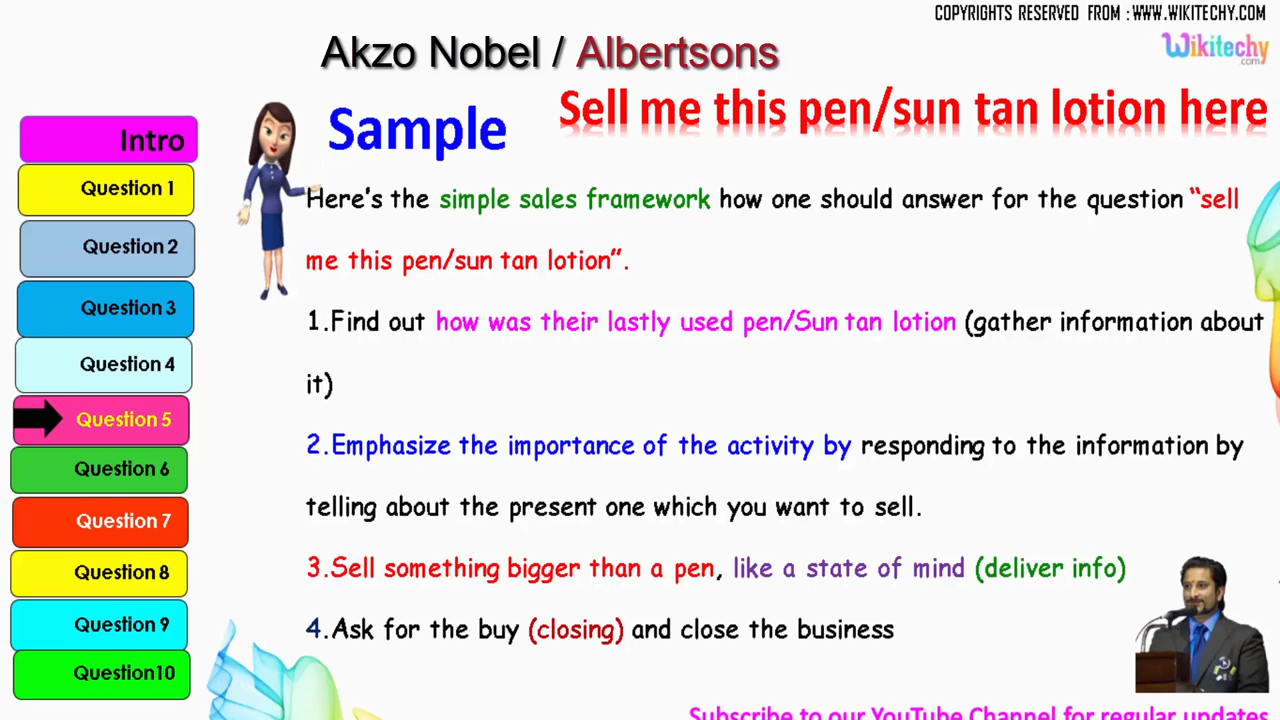 COPYRIGHTS RESERVED FROM : WWW.WIKITECHY.COM
Akzo Nobel / Albertsons
Wikitechy
.com
Sample
Sell me this pen/sun tan lotion here
Intro
Question 1
Question 2
Question 3
Question 4
Question 5
Question 6
Question 7
Question 8
Question 9
Question10
Here's the simple sales framework how one should answer for the question “sell
me this pen/sun tan lotion”.
1.Find out how was their lastly used pen/Sun tan lotion (gather information about
it)
2.Emphasize the importance of the activity by responding to the information by
telling about the present one which you want to sell.
3.Sell something bigger than a pen, like a state of mind (deliver info)
4.Ask for the buy (closing) and close the business
Subscribe to our YouTube Channel for regular updates